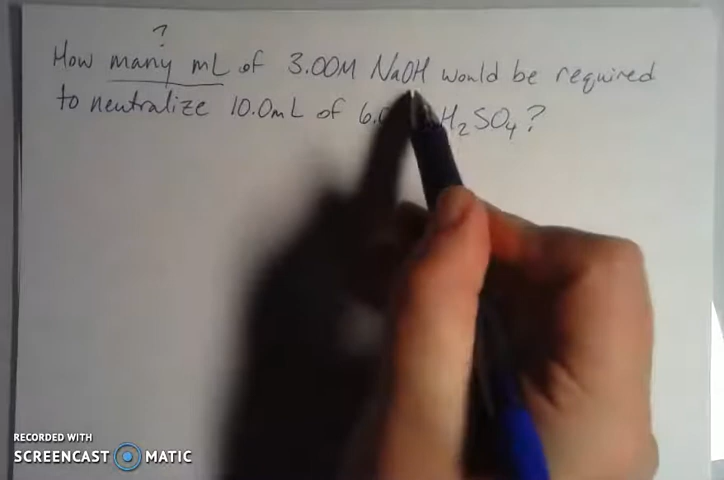 ?
How many mL of 3.00M NaOH would be required
to neutralize 10.0mL of H₂SO₄?
RECORDED WITH
SCREENCAST MATIC